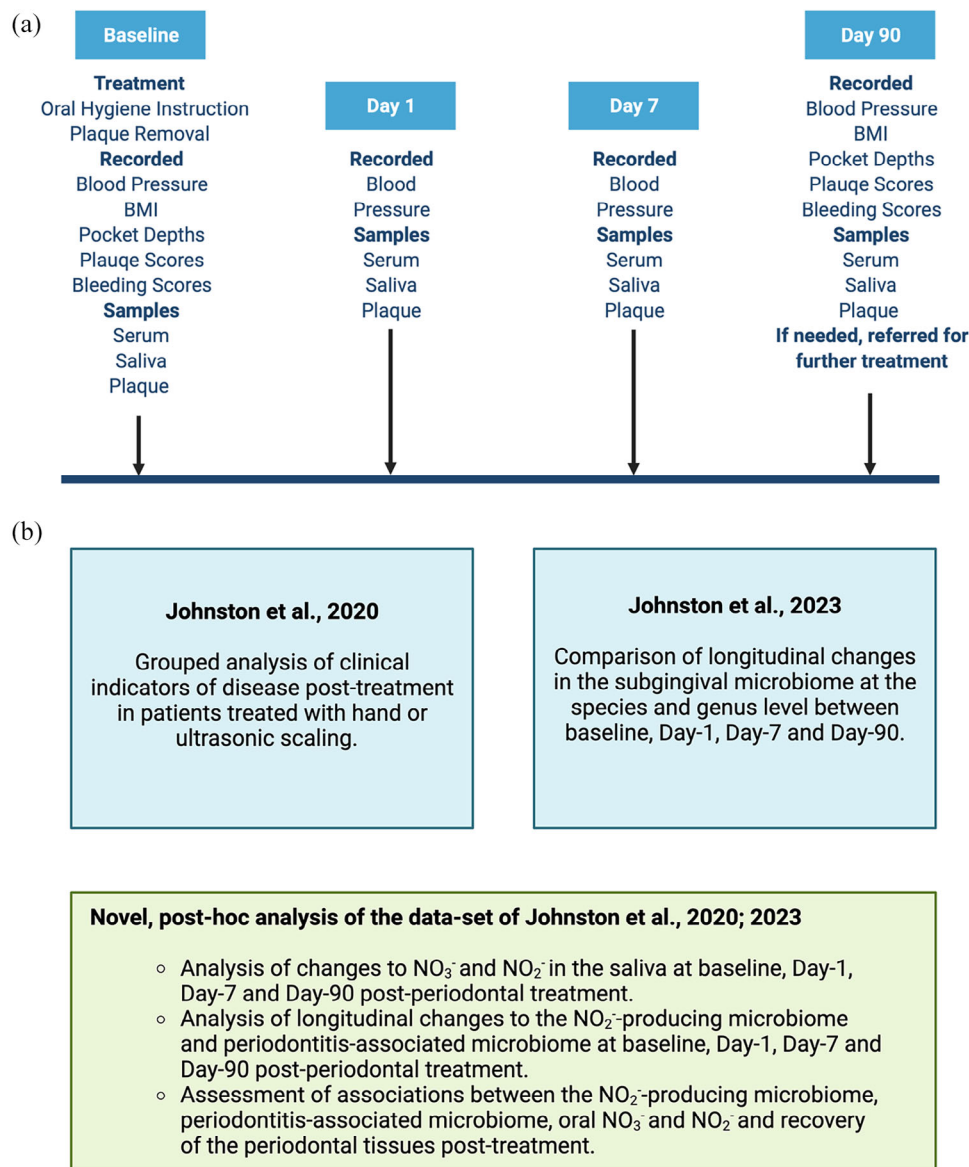 (a)
Baseline
Treatment
Oral Hygiene Instruction
Plaque Removal
Recorded
Blood Pressure
BMI
Pocket Depths
Plauqe Scores
Bleeding Scores
Samples
Serum
Saliva
Plaque
Day 1
Recorded
Blood
Pressure
Samples
Serum
Saliva
Plaque
Day 7
Recorded
Blood
Pressure
Samples
Serum
Saliva
Plaque
Day 90
Recorded
Blood Pressure
BMI
Pocket Depths
Plauqe Scores
Bleeding Scores
Samples
Serum
Saliva
Plaque
If needed, referred for
further treatment
(b)
Johnston et al., 2020
Grouped analysis of clinical
indicators of disease post-treatment
in patients treated with hand or
ultrasonic scaling.
Johnston et al., 2023
Comparison of longitudinal changes
in the subgingival microbiome at the
species and genus level between
baseline, Day-1, Day-7 and Day-90.
Novel, post-hoc analysis of the data-set of Johnston et al., 2020; 2023
◦ Analysis of changes to NO₃⁻ and NO₂⁻ in the saliva at baseline, Day-1,
Day-7 and Day-90 post-periodontal treatment.
◦ Analysis of longitudinal changes to the NO₂⁻-producing microbiome
and periodontitis-associated microbiome at baseline, Day-1, Day-7 and
Day-90 post-periodontal treatment.
◦ Assessment of associations between the NO₂⁻-producing microbiome,
periodontitis-associated microbiome, oral NO₃⁻ and NO₂⁻ and recovery
of the periodontal tissues post-treatment.